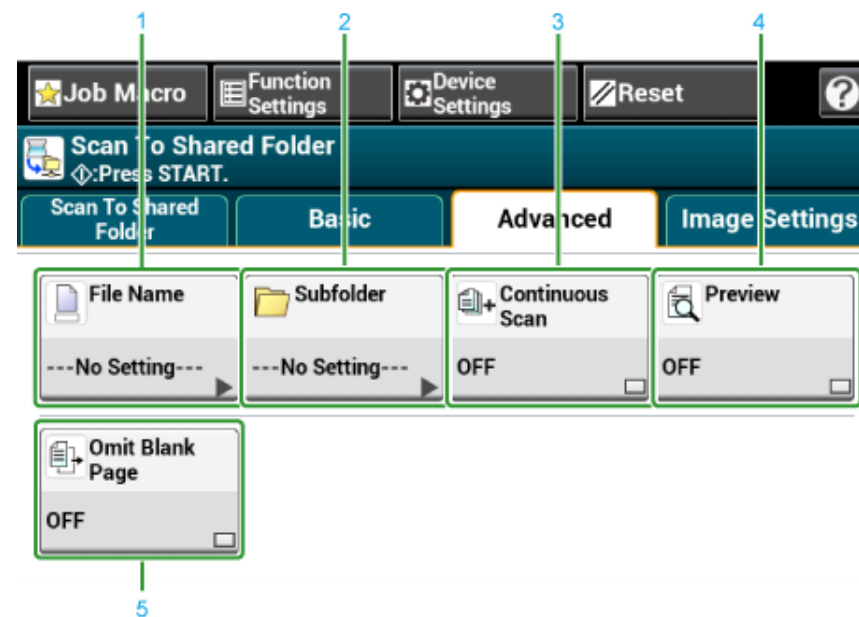 1 2 3 4
Job Macro Function Settings Device Settings Reset ?
Scan To Shared Folder
:Press START.
Scan To Shared Folder Basic Advanced Image Settings
File Name Subfolder Continuous Scan Preview
---No Setting--- ---No Setting--- OFF OFF
Omit Blank
Page
OFF
5